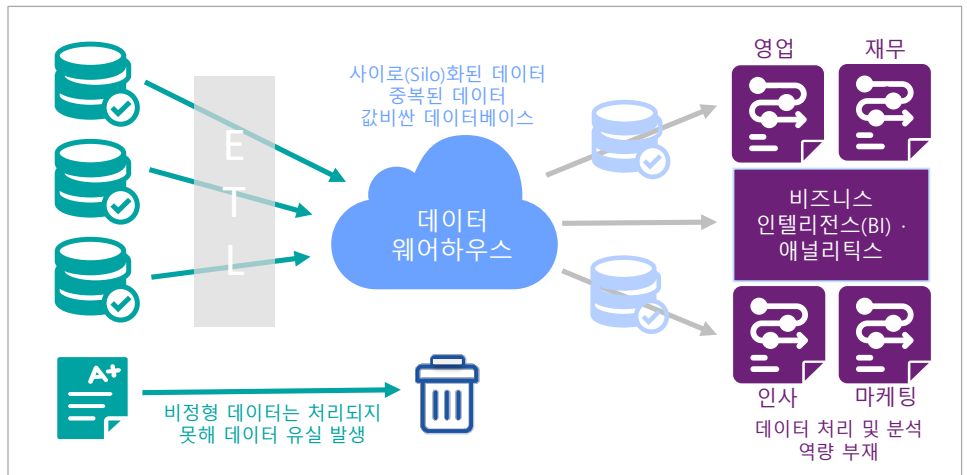 영업
재무
사이로(Silo)화된 데이터
중복된 데이터
값비싼 데이터베이스
E
T
L
데이터
웨어하우스
비즈니스
인텔리전스(BI) ·
애널리틱스
A+
비정형 데이터는 처리되지
못해 데이터 유실 발생
인사
마케팅
데이터 처리 및 분석
역량 부재